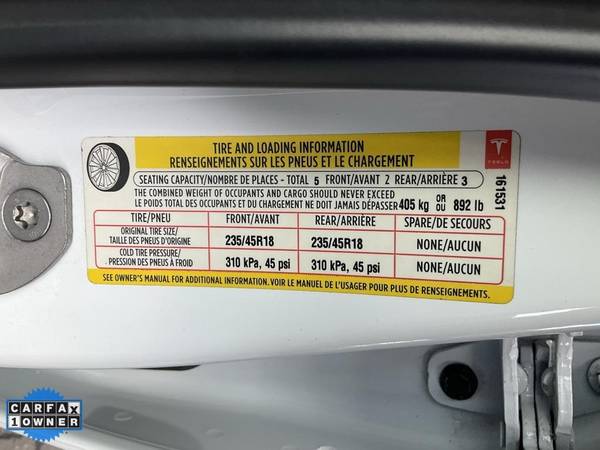 TIRE AND LOADING INFORMATION
RENSEIGNEMENTS SUR LES PNEUS ET LE CHARGEMENT
TESLA
SEATING CAPACITY/NOMBRE DE PLACES - TOTAL 5 FRONT/AVANT 2 REAR/ARRIÈRE 3
THE COMBINED WEIGHT OF OCCUPANTS AND CARGO SHOULD NEVER EXCEED
LE POIDS TOTAL DES OCCUPANTS ET DU CHARGEMENT NE DOIT JAMAIS DÉPASSER 405 kg OR OU 892 lb
161531
TIRE/PNEU FRONT/AVANT REAR/ARRIÈRE SPARE/DE SECOURS
ORIGINAL TIRE SIZE/
TAILLE DES PNEUS D'ORIGINE 235/45R18 235/45R18 NONE/AUCUN
COLD TIRE PRESSURE/
PRESSION DES PNEUS À FROID 310 kPa, 45 psi 310 kPa, 45 psi NONE/AUCUN
SEE OWNER'S MANUAL FOR ADDITIONAL INFORMATION. VOIR LE MANUEL DE L'USAGER POUR PLUS DE RENSEIGNEMENTS.
CARFAX
1 OWNER